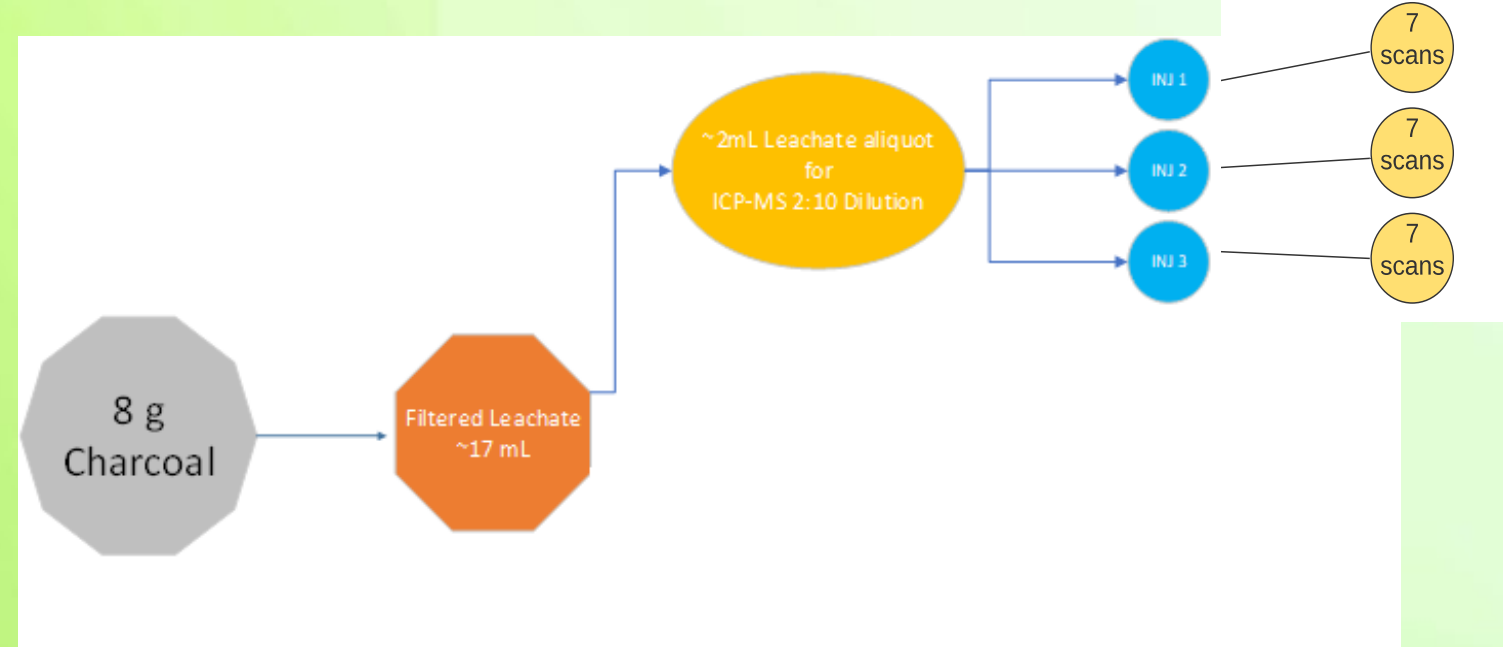 8 g
Charcoal
Filtered Leachate
~17 mL
~2mL Leachate aliquot
for
ICP-MS 2:10 Dilution
INJ 1
INJ 2
INJ 3
7
scans
7
scans
7
scans